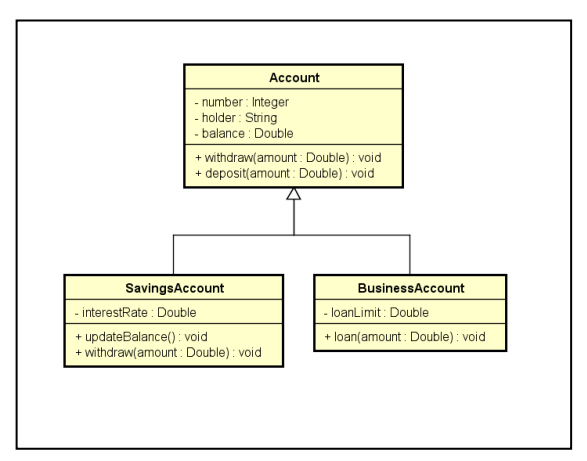 Account
- number : Integer
- holder : String
- balance : Double
+ withdraw(amount : Double) : void
+ deposit(amount : Double) : void
SavingsAccount
- interestRate : Double
+ updateBalance() : void
+ withdraw(amount : Double) : void
BusinessAccount
- loanLimit : Double
+ loan(amount : Double) : void